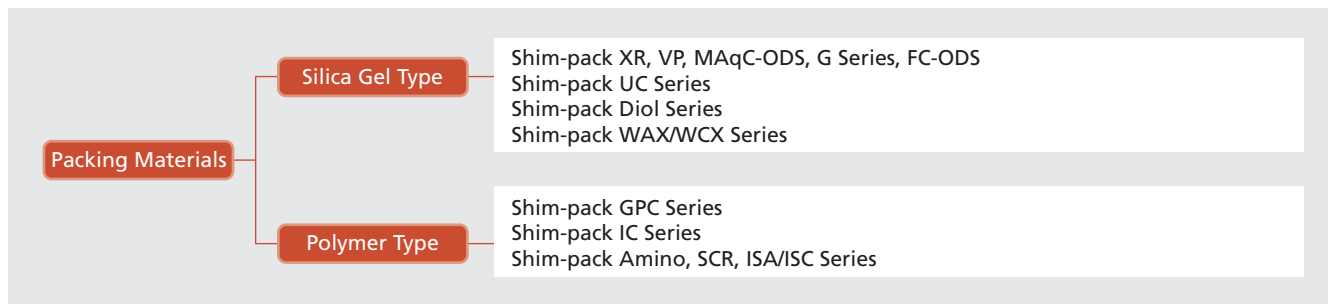 Packing Materials
Silica Gel Type
Shim-pack XR, VP, MAqC-ODS, G Series, FC-ODS
Shim-pack UC Series
Shim-pack Diol Series
Shim-pack WAX/WCX Series
Polymer Type
Shim-pack GPC Series
Shim-pack IC Series
Shim-pack Amino, SCR, ISA/ISC Series